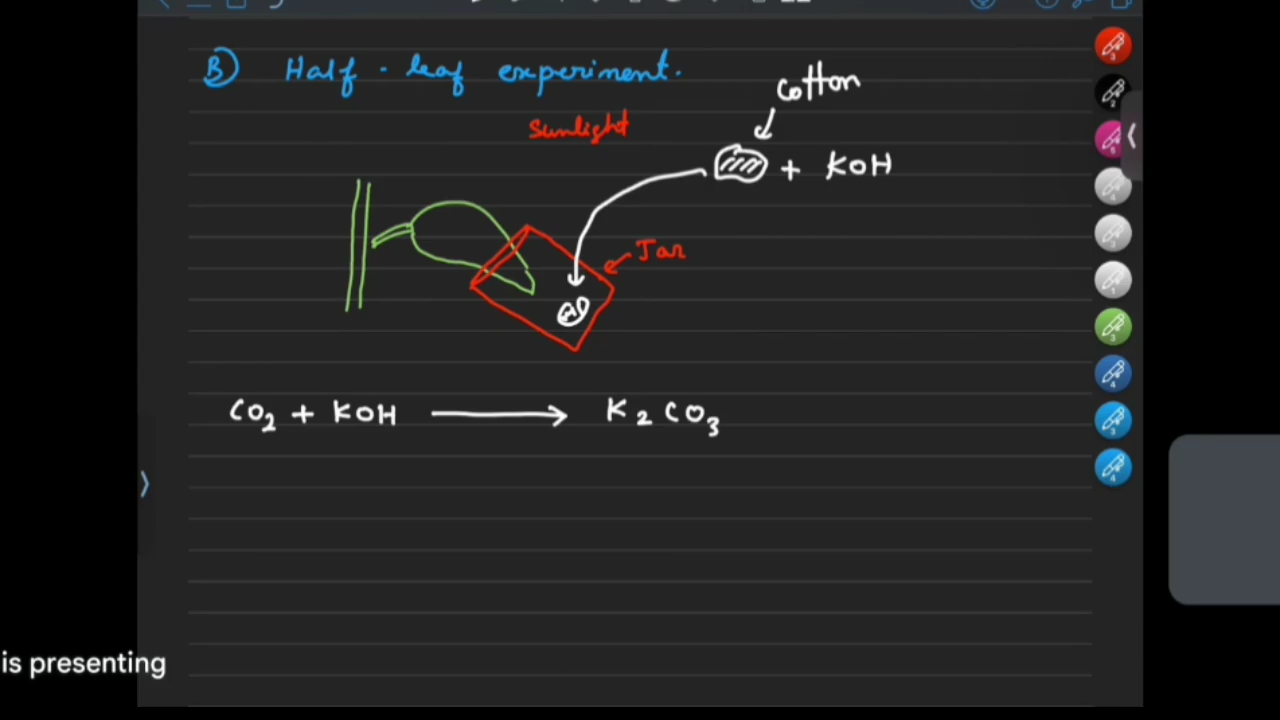 B) Half - leaf experiment.
Cotton
Sunlight
+ KOH
Jar
CO2 + KOH → K2CO3
is presenting